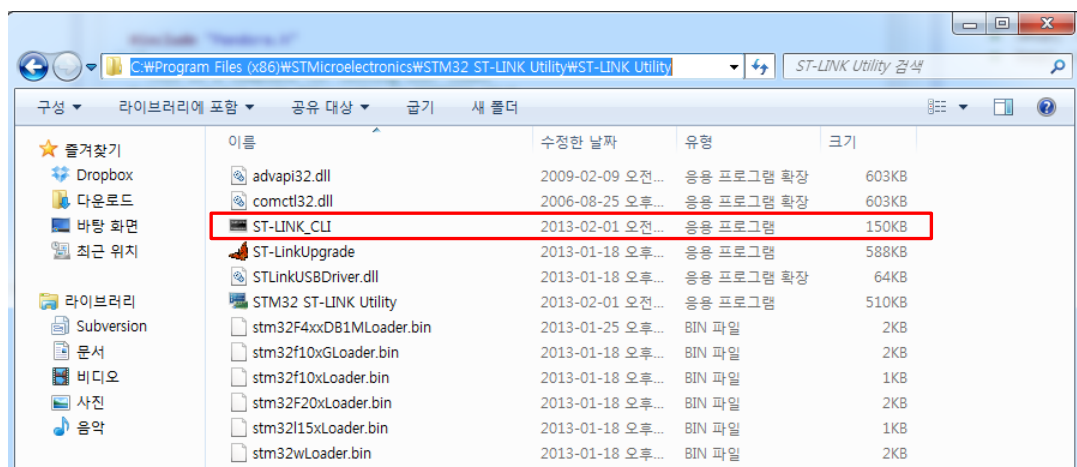 C:₩Program Files (x86)₩STMicroelectronics₩STM32 ST-LINK Utility₩ST-LINK Utility
ST-LINK Utility 검색
구성 라이브러리에 포함 공유 대상 굽기 새 폴더
이름 수정한 날짜 유형 크기
즐겨찾기
Dropbox
다운로드
바탕 화면
최근 위치
라이브러리
Subversion
문서
비디오
사진
음악
advapi32.dll 2009-02-09 오전... 응용 프로그램 확장 603KB
comctl32.dll 2006-08-25 오후... 응용 프로그램 확장 603KB
ST-LINK_CLI 2013-02-01 오전... 응용 프로그램 150KB
ST-LinkUpgrade 2013-01-18 오후... 응용 프로그램 588KB
STLinkUSBDriver.dll 2013-01-18 오후... 응용 프로그램 확장 64KB
STM32 ST-LINK Utility 2013-02-01 오전... 응용 프로그램 510KB
stm32F4xxDB1MLoader.bin 2013-01-25 오후... BIN 파일 2KB
stm32f10xGLoader.bin 2013-01-18 오후... BIN 파일 2KB
stm32f10xLoader.bin 2013-01-18 오후... BIN 파일 1KB
stm32F20xLoader.bin 2013-01-18 오후... BIN 파일 2KB
stm32l15xLoader.bin 2013-01-18 오후... BIN 파일 1KB
stm32wLoader.bin 2013-01-18 오후... BIN 파일 2KB